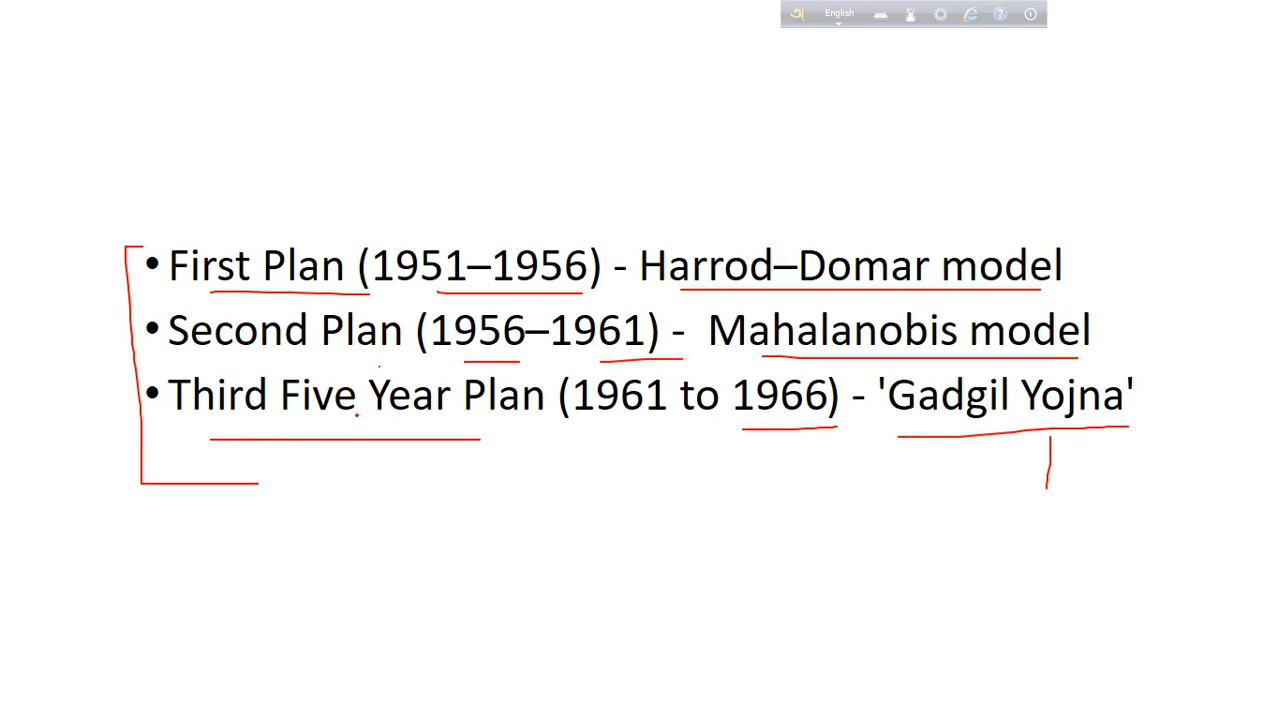 English
• First Plan (1951–1956) - Harrod–Domar model
• Second Plan (1956–1961) - Mahalanobis model
• Third Five Year Plan (1961 to 1966) - 'Gadgil Yojna'